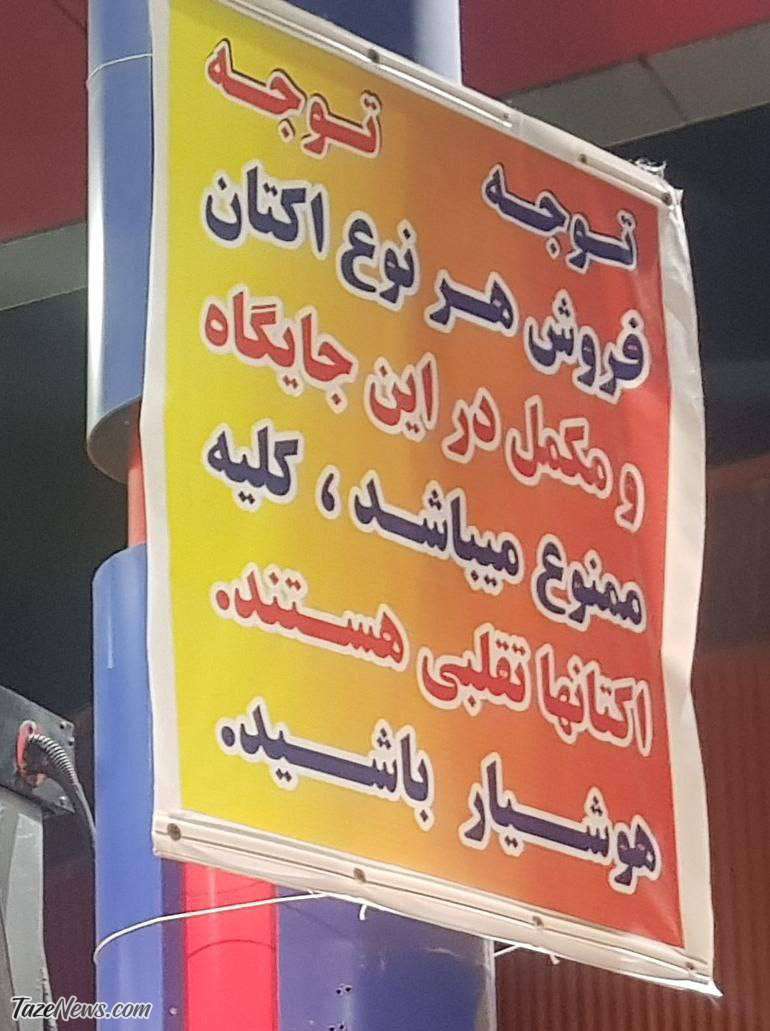 توجه توجه
فروش هر نوع اکتان
و مکمل در این جایگاه
ممنوع میباشد ، کلیه
اکتانها تقلبی هستند.
هوشیار باشید.
TazeNews.com